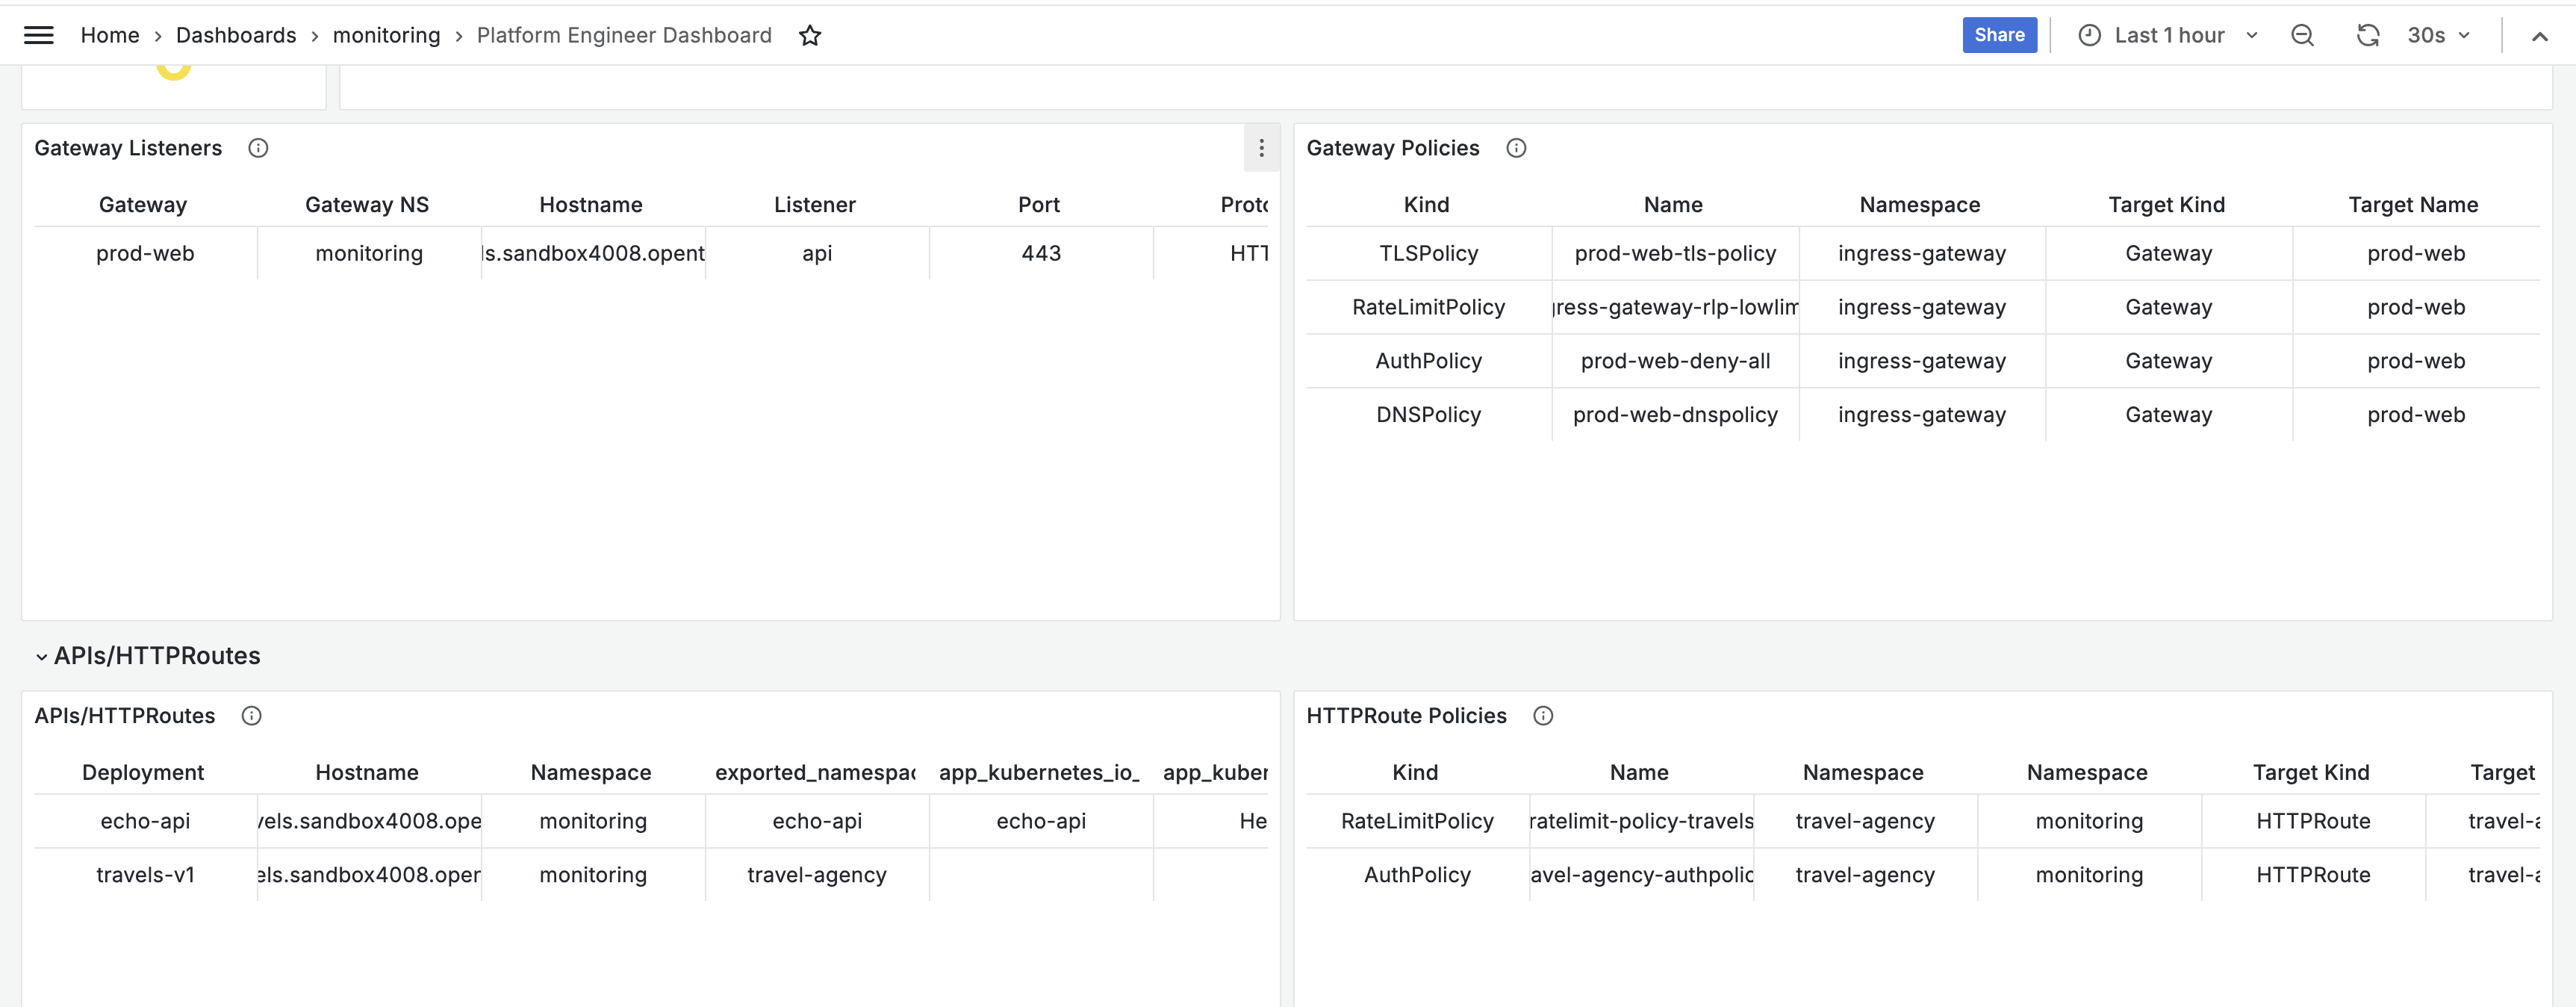 Home › Dashboards › monitoring › Platform Engineer Dashboard
Share
Last 1 hour
30s
Gateway Listeners
Gateway Gateway NS Hostname Listener Port
prod-web monitoring ls.sandbox4008.opent api 443
Gateway Policies
Kind Name Namespace Target Kind Target Name
TLSPolicy prod-web-tls-policy ingress-gateway Gateway prod-web
RateLimitPolicy ress-gateway-rlp-lowlim ingress-gateway Gateway prod-web
AuthPolicy prod-web-deny-all ingress-gateway Gateway prod-web
DNSPolicy prod-web-dnspolicy ingress-gateway Gateway prod-web
APIs/HTTPRoutes
APIs/HTTPRoutes
Deployment Hostname Namespace exported_namespac app_kubernetes_io_ app_kuber
echo-api vels.sandbox4008.ope monitoring echo-api echo-api He
travels-v1 els.sandbox4008.oper monitoring travel-agency
HTTPRoute Policies
Kind Name Namespace Namespace Target Kind Target
RateLimitPolicy ratelimit-policy-travels travel-agency monitoring HTTPRoute travel-a
AuthPolicy avel-agency-authpolic travel-agency monitoring HTTPRoute travel-a